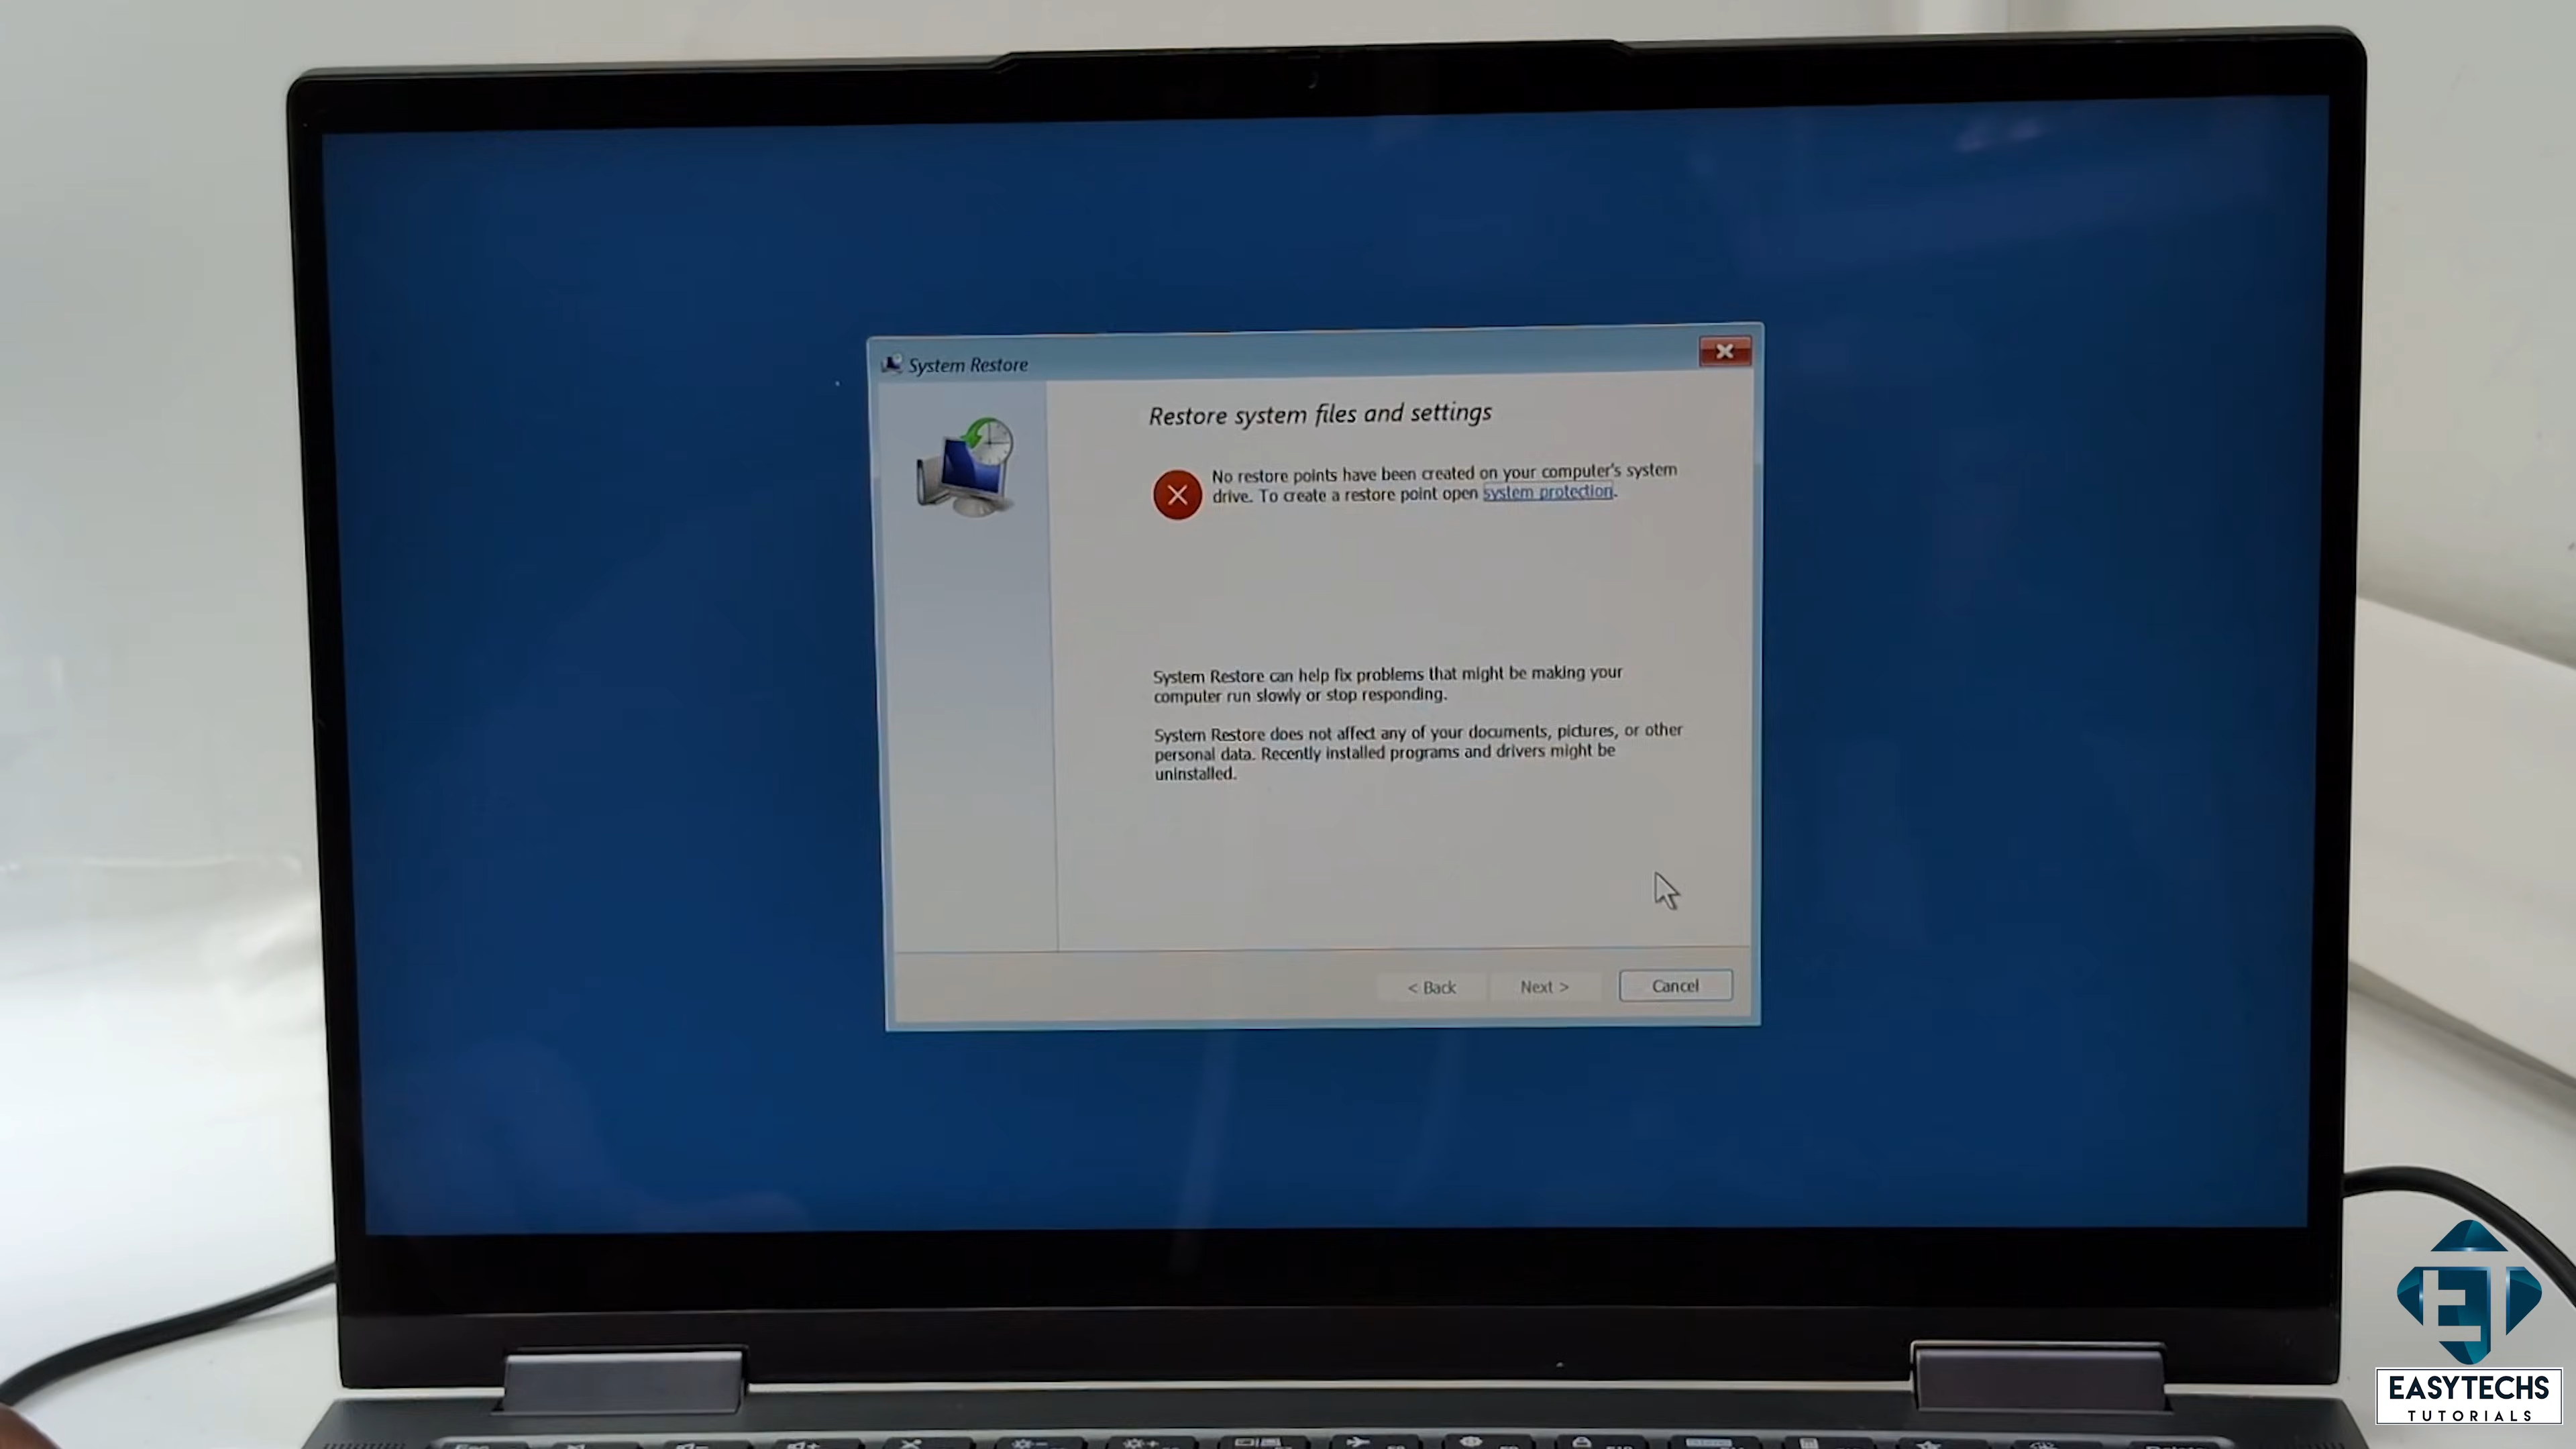 System Restore
Restore system files and settings
No restore points have been created on your computer's system
drive. To create a restore point open system protection.
System Restore can help fix problems that might be making your
computer run slowly or stop responding.
System Restore does not affect any of your documents, pictures, or other
personal data. Recently installed programs and drivers might be
uninstalled.
< Back
Next >
Cancel
EASYTECHS
TUTORIALS